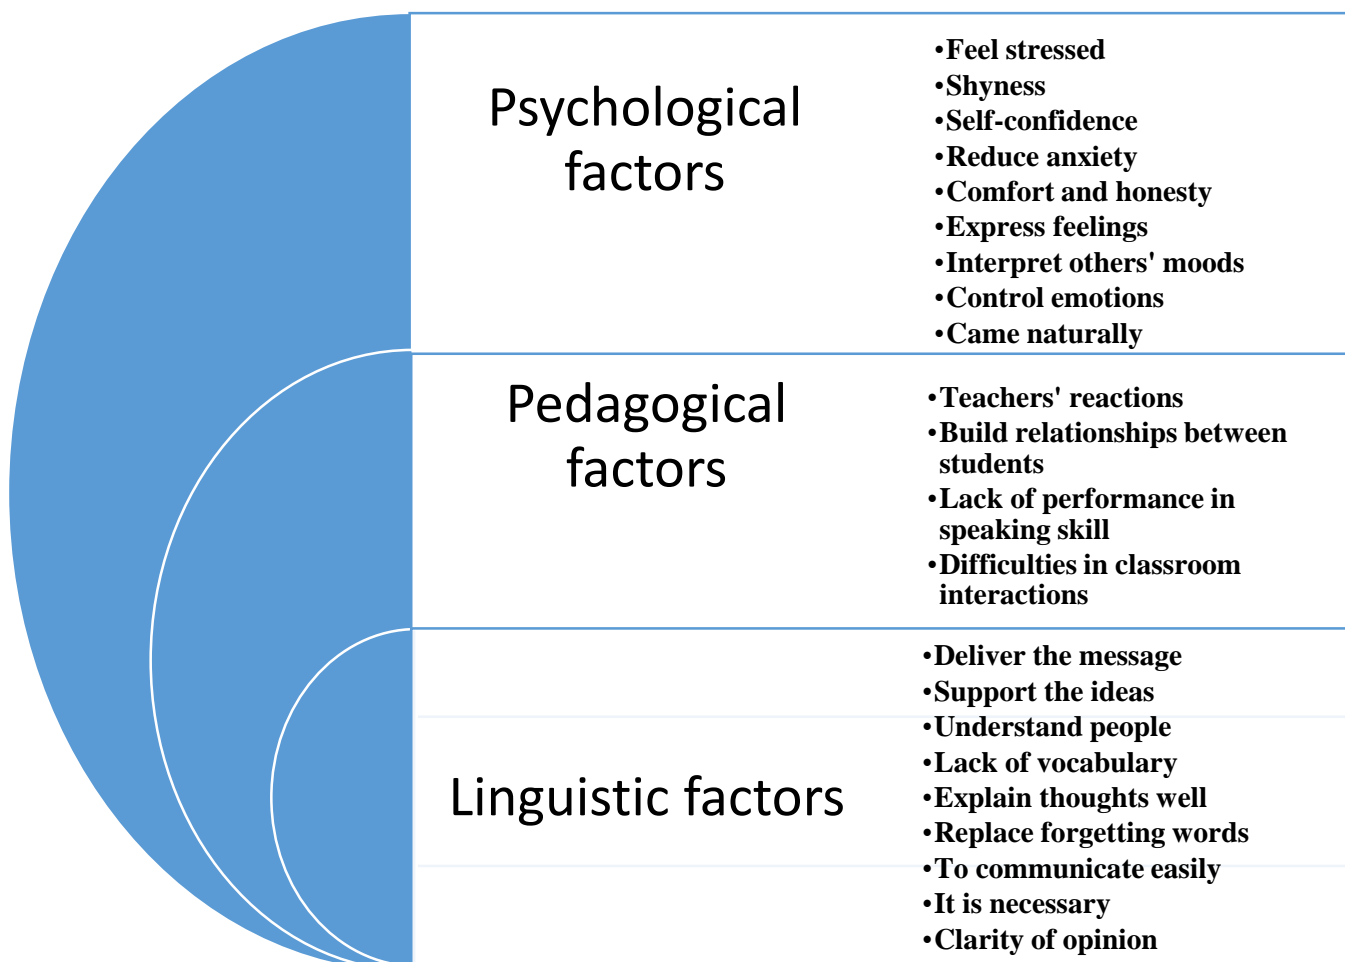 Psychological
factors
•Feel stressed
•Shyness
•Self-confidence
•Reduce anxiety
•Comfort and honesty
•Express feelings
•Interpret others' moods
•Control emotions
•Came naturally
Pedagogical
factors
•Teachers' reactions
•Build relationships between
students
•Lack of performance in
speaking skill
•Difficulties in classroom
interactions
Linguistic factors
•Deliver the message
•Support the ideas
•Understand people
•Lack of vocabulary
•Explain thoughts well
•Replace forgetting words
•To communicate easily
•It is necessary
•Clarity of opinion